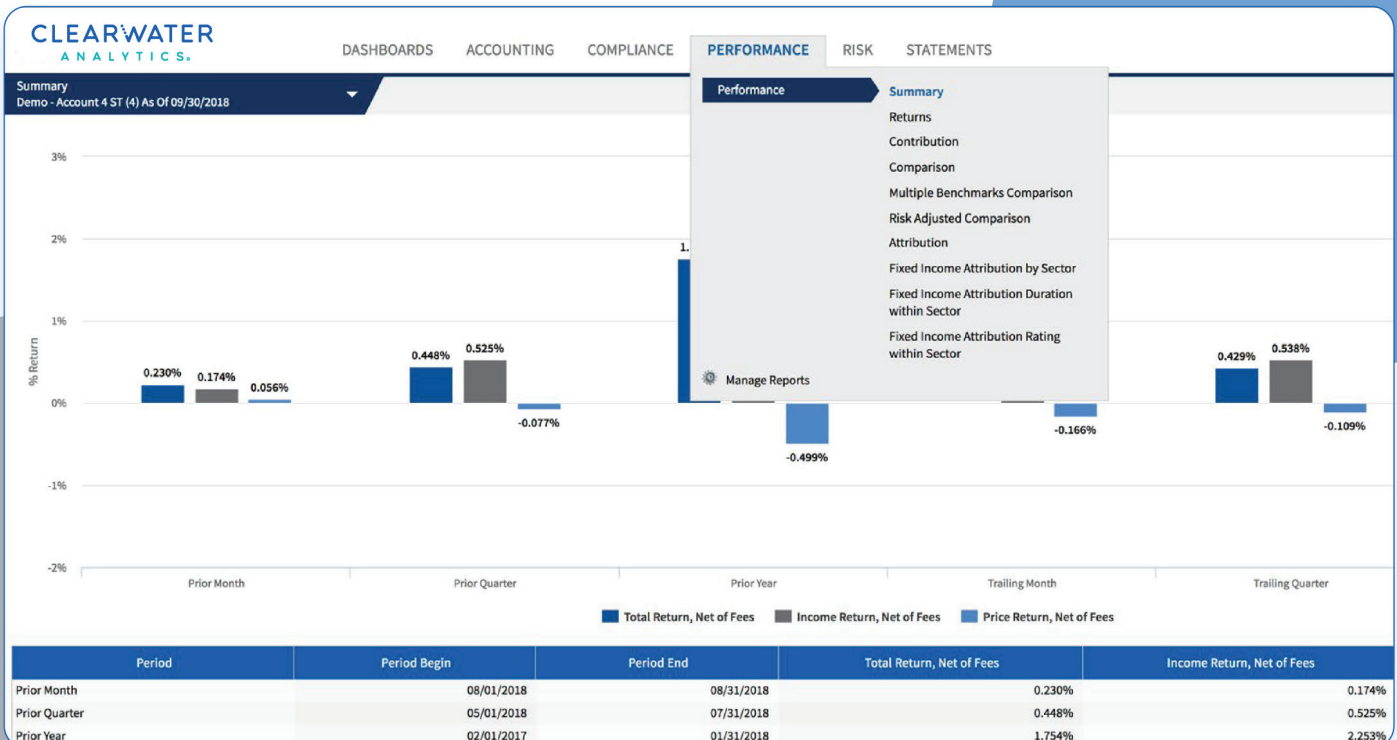 CLEARWATER
ANALYTICS®
DASHBOARDS ACCOUNTING COMPLIANCE PERFORMANCE RISK STATEMENTS
Summary
Demo - Account 4 ST (4) As Of 09/30/2018
Performance
Summary
Returns
Contribution
Comparison
Multiple Benchmarks Comparison
Risk Adjusted Comparison
Attribution
Fixed Income Attribution by Sector
Fixed Income Attribution Duration
within Sector
Fixed Income Attribution Rating
within Sector
Manage Reports
% Return
3%
2%
1%
0%
-1%
-2%
0.230% 0.174% 0.056%
0.448% 0.525% -0.077%
1.
-0.499%
-0.166%
0.429% 0.538% -0.109%
Prior Month Prior Quarter Prior Year Trailing Month Trailing Quarter
Total Return, Net of Fees Income Return, Net of Fees Price Return, Net of Fees
Period Period Begin Period End Total Return, Net of Fees Income Return, Net of Fees
Prior Month 08/01/2018 08/31/2018 0.230% 0.174%
Prior Quarter 05/01/2018 07/31/2018 0.448% 0.525%
Prior Year 02/01/2017 01/31/2018 1.754% 2.253%